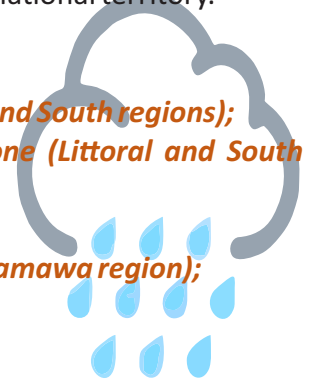 national territory.
and South regions);
one (Littoral and South
amawa region);